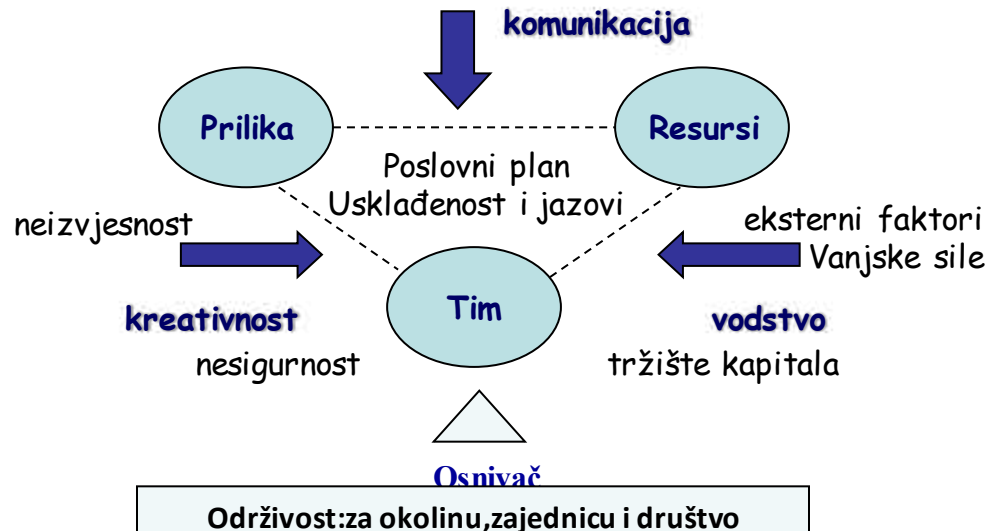 komunikacija
Prilika
Resursi
Poslovni plan
Usklađenost i jazovi
neizvjesnost
eksterni faktori
Vanjske sile
Tim
kreativnost
vodstvo
nesigurnost
tržište kapitala
Osnivač
Održivost:za okolinu,zajednicu i društvo